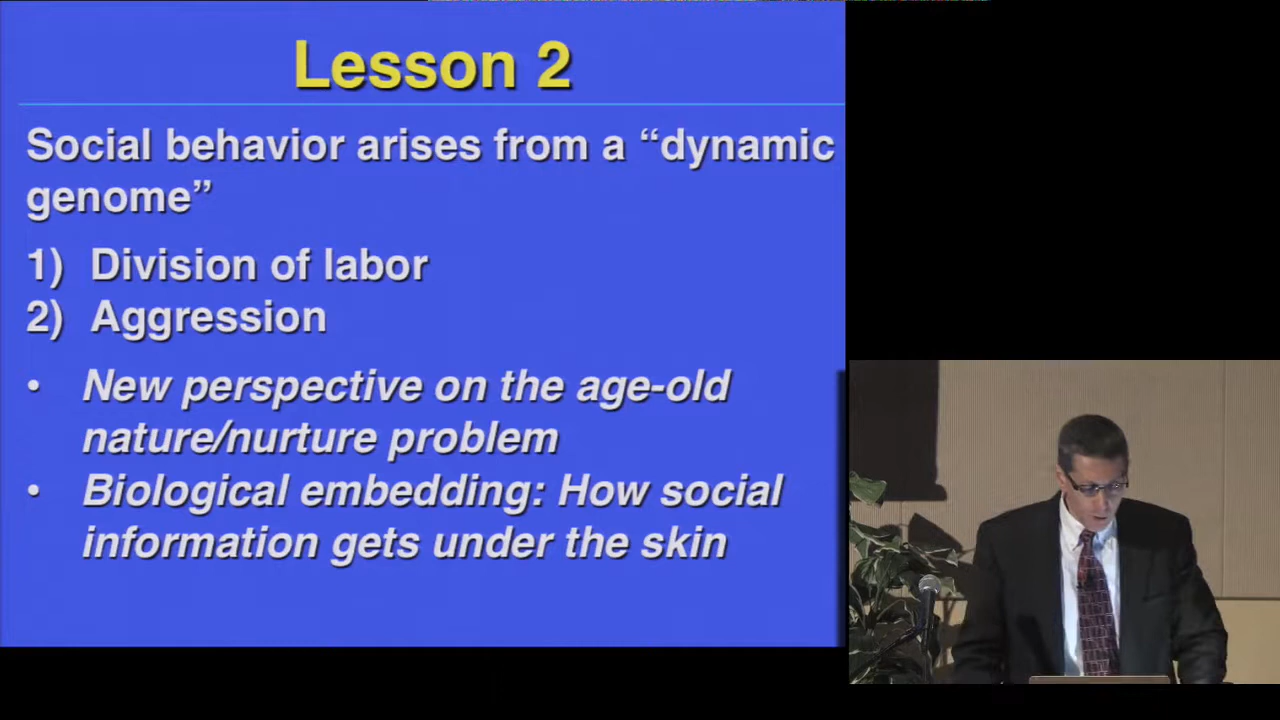 Lesson 2
Social behavior arises from a “dynamic
genome”
1) Division of labor
2) Aggression
• New perspective on the age-old
nature/nurture problem
• Biological embedding: How social
information gets under the skin